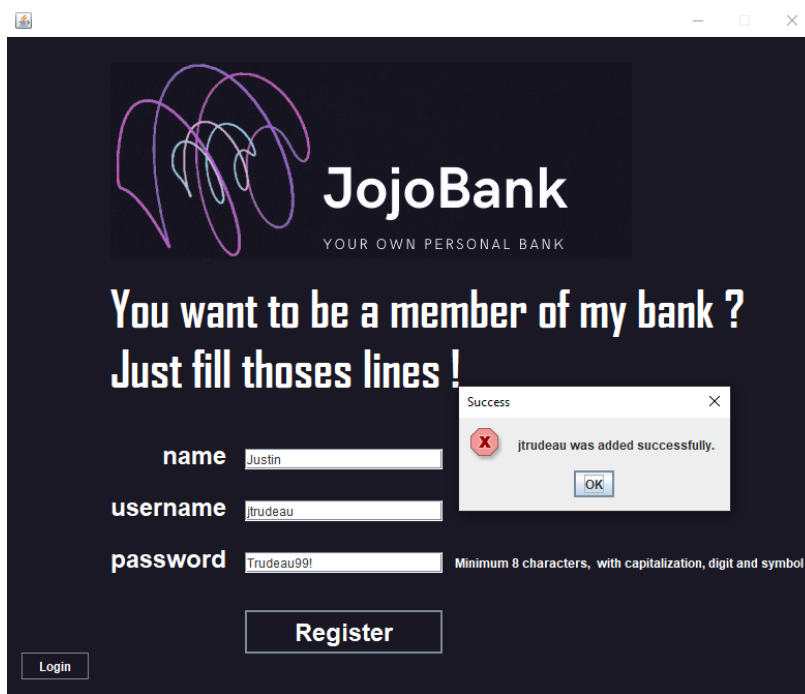 JojoBank
YOUR OWN PERSONAL BANK
You want to be a member of my bank ?
Just fill thoses lines !
Success
jtrudeau was added successfully.
OK
name Justin
username jtrudeau
password Trudeau99! Minimum 8 characters, with capitalization, digit and symbol
Register
Login